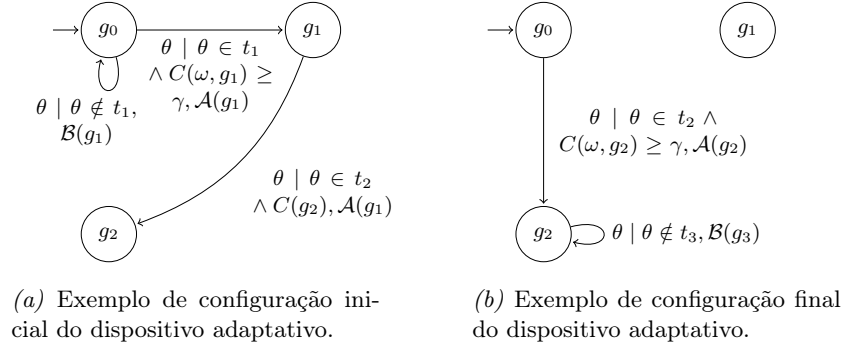 g₀
g₁
θ | θ ∈ t₁
∧ C(ω, g₁) ≥
γ, 𝒜(g₁)
θ | θ ∉ t₁,
ℬ(g₁)
θ | θ ∈ t₂
∧ C(g₂), 𝒜(g₁)
g₂
(a) Exemplo de configuração ini-
cial do dispositivo adaptativo.
g₀
g₁
θ | θ ∈ t₂ ∧
C(ω, g₂) ≥ γ, 𝒜(g₂)
g₂
θ | θ ∉ t₃, ℬ(g₃)
(b) Exemplo de configuração final
do dispositivo adaptativo.